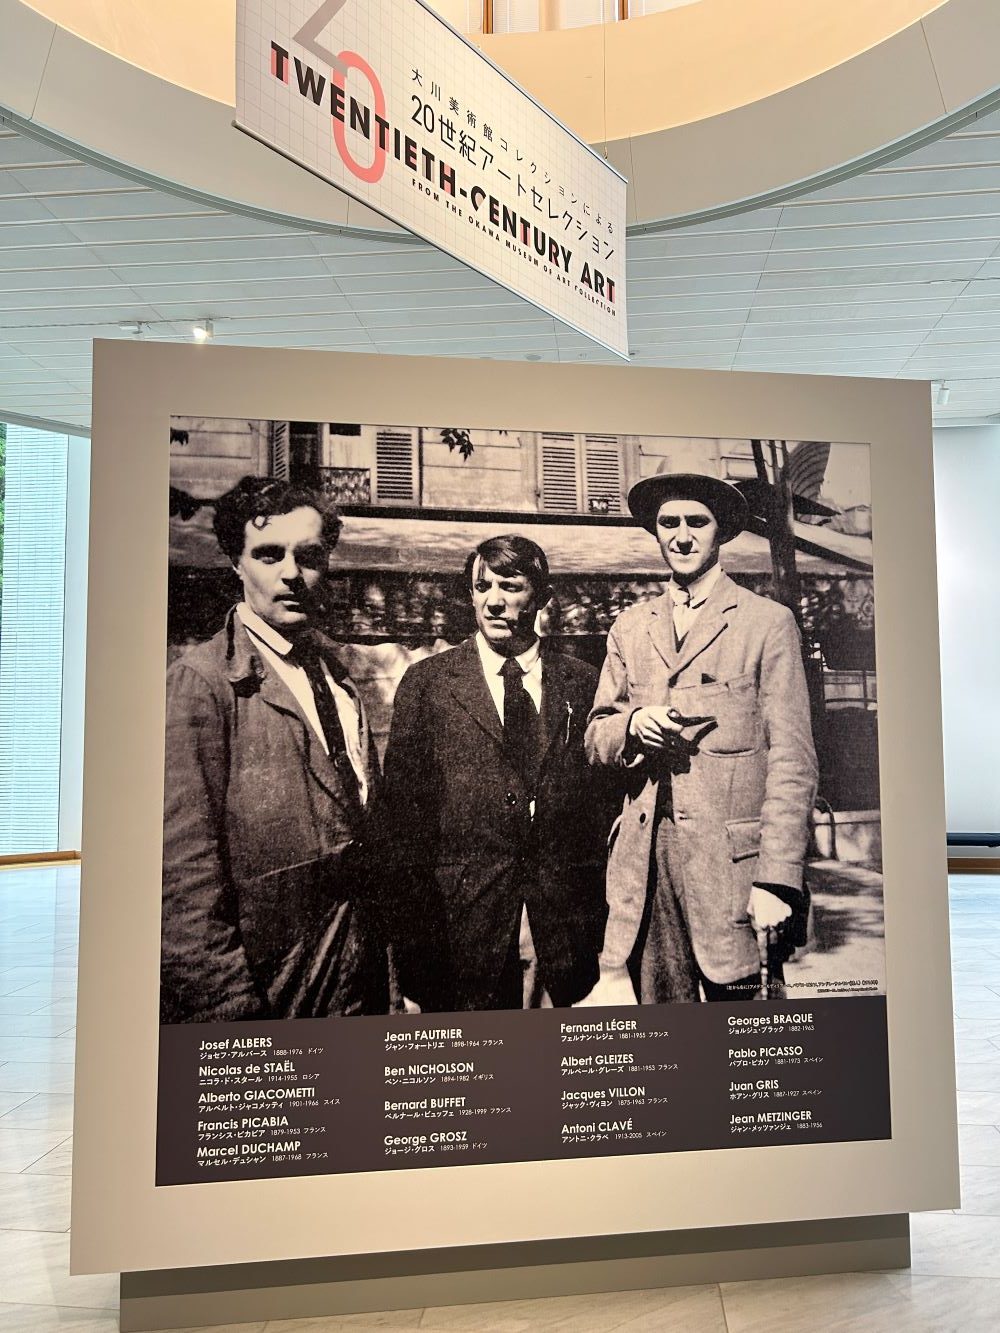 20
TWENTIETH-CENTURY ART
大川美術館コレクションによる
20世紀アートセレクション
FROM THE OKAWA MUSEUM OF ART COLLECTION
Josef ALBERS
ジョセフ・アルバース 1888-1976 ドイツ
Nicolas de STAËL
ニコラ・ド・スタール 1914-1955 ロシア
Alberto GIACOMETTI
アルベルト・ジャコメッティ 1901-1966 スイス
Francis PICABIA
フランシス・ピカビア 1879-1953 フランス
Marcel DUCHAMP
マルセル・デュシャン 1887-1968 フランス
Jean FAUTRIER
ジャン・フォートリエ 1898-1964 フランス
Ben NICHOLSON
ベン・ニコルソン 1894-1982 イギリス
Bernard BUFFET
ベルナール・ビュッフェ 1928-1999 フランス
George GROSZ
ジョージ・グロス 1893-1959 ドイツ
Fernand LÉGER
フェルナン・レジェ 1881-1955 フランス
Albert GLEIZES
アルベール・グレーズ 1881-1953 フランス
Jacques VILLON
ジャック・ヴィヨン 1875-1963 フランス
Antoni CLAVÉ
アントニ・クラベ 1913-2005 スペイン
Georges BRAQUE
ジョルジュ・ブラック 1882-1963
Pablo PICASSO
パブロ・ピカソ 1881-1973 スペイン
Juan GRIS
ホアン・グリス 1887-1927 スペイン
Jean METZINGER
ジャン・メッツァンジェ 1883-1956